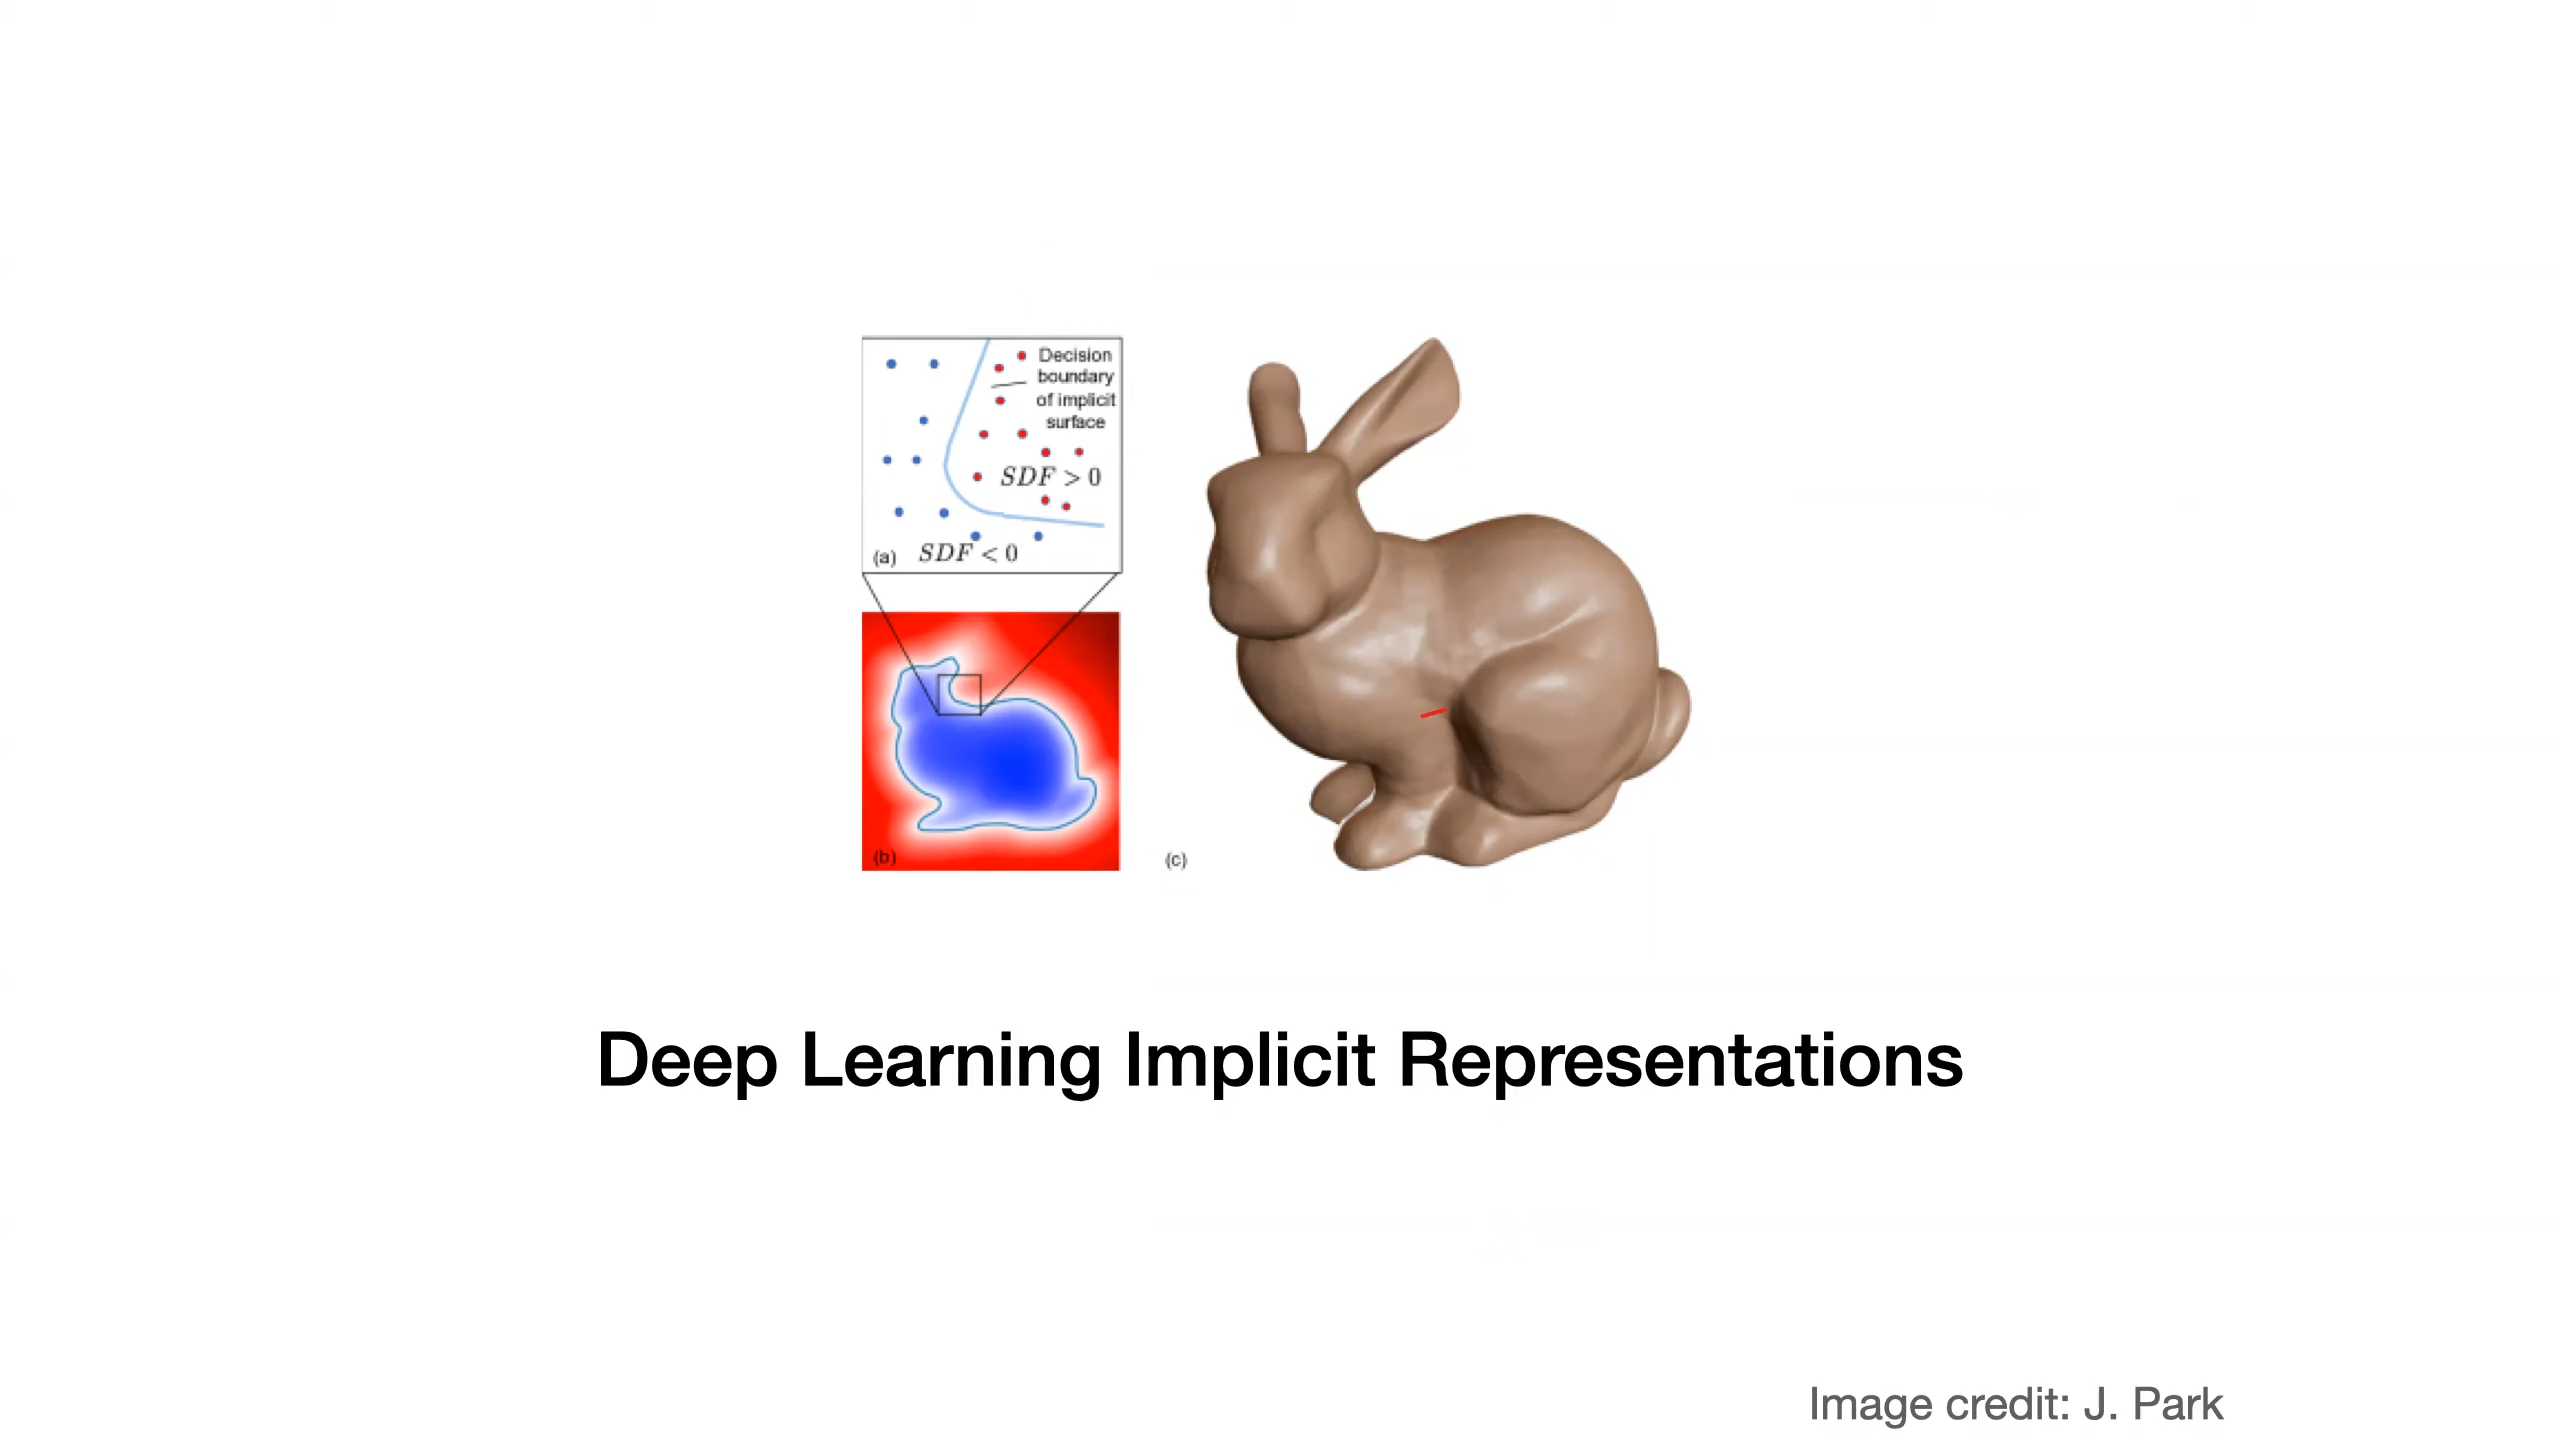 Decision
boundary
of implicit
surface
SDF > 0
(a) SDF < 0
(b)
(c)
Deep Learning Implicit Representations
Image credit: J. Park